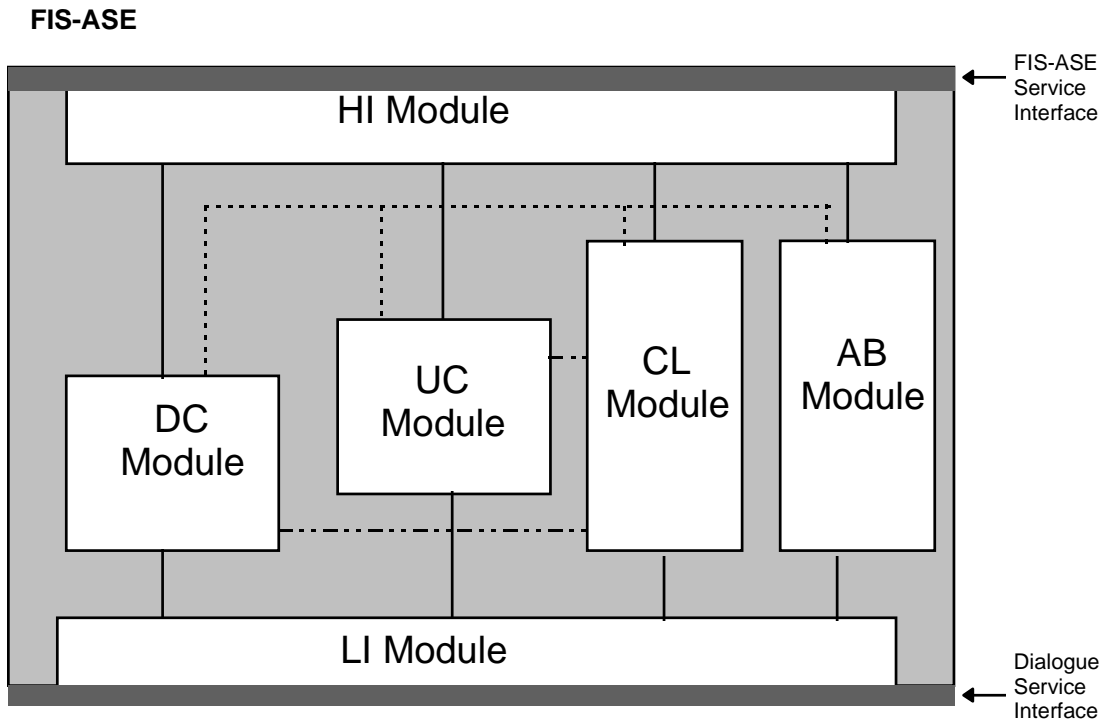 FIS-ASE
FIS-ASE
Service
Interface
HI Module
DC
Module
UC
Module
CL
Module
AB
Module
LI Module
Dialogue
Service
Interface